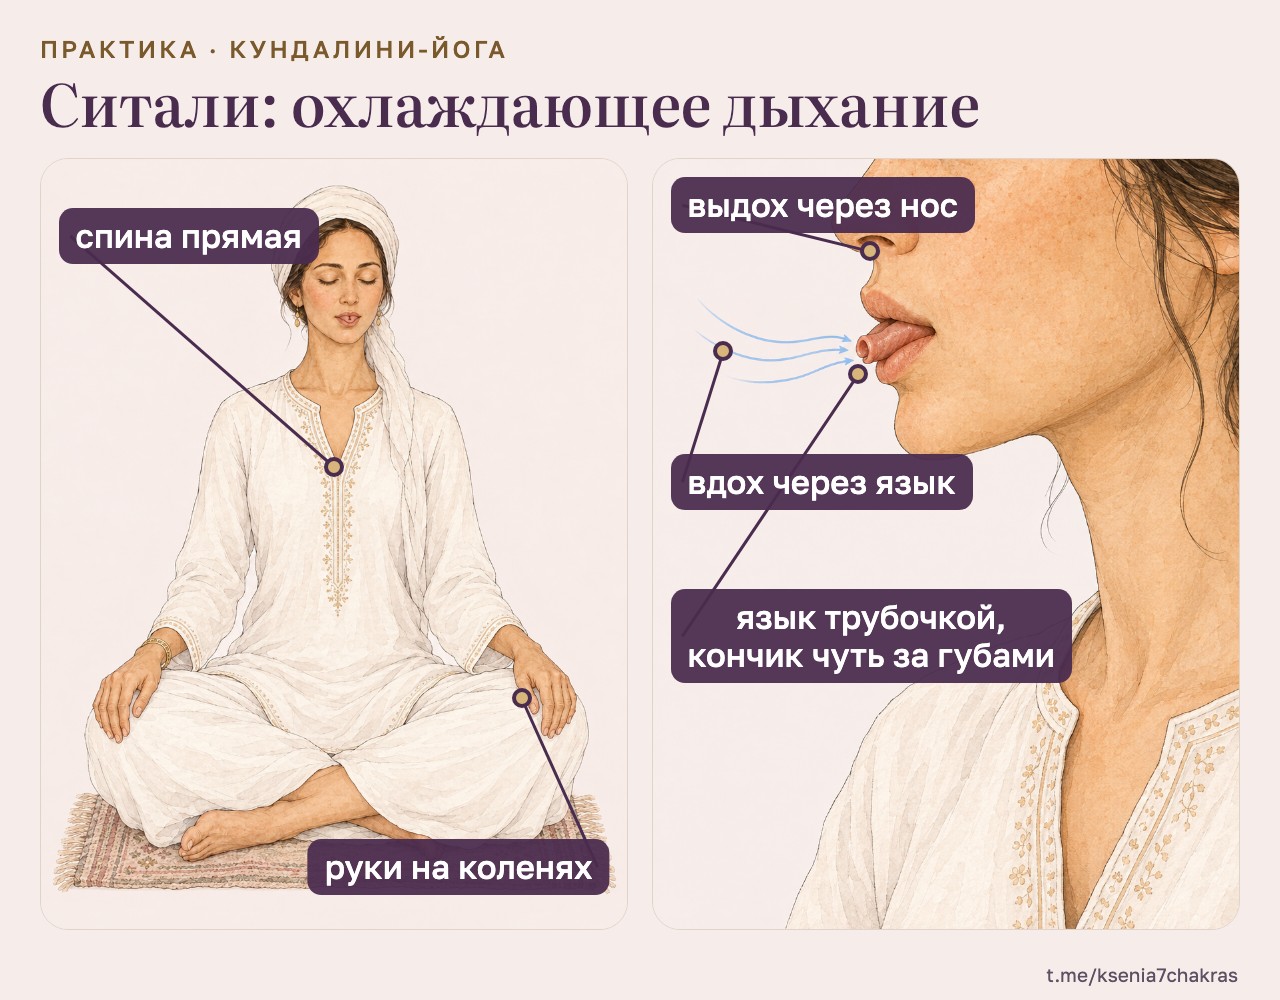 ПРАКТИКА · КУНДАЛИНИ-ЙОГА
Ситали: охлаждающее дыхание
спина прямая
руки на коленях
выдох через нос
вдох через язык
язык трубочкой,
кончик чуть за губами
t.me/ksenia7chakras